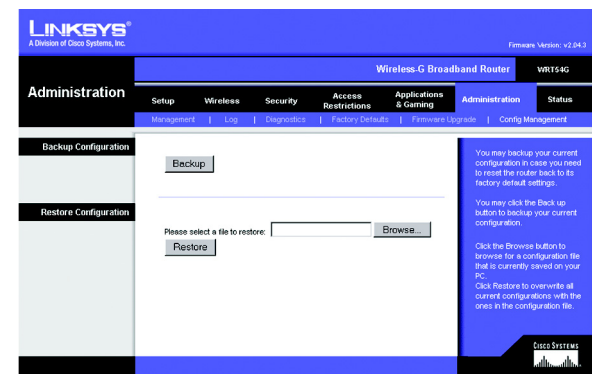 LINKSYS®
A Division of Cisco Systems, Inc.
Firmware Version: v2.04.3
Wireless-G Broadband Router
WRT54G
Administration
Setup
Wireless
Security
Access
Restrictions
Applications
& Gaming
Administration
Status
Management | Log | Diagnostics | Factory Defaults | Firmware Upgrade | Config Management
Backup Configuration
Backup
Restore Configuration
Please select a file to restore:
Browse...
Restore
You may backup your current
configuration in case you need
to reset the router back to its
factory default settings.
You may click the Back up
button to backup your current
configuration.
Click the Browse button to
browse for a configuration file
that is currently saved on your
PC.
Click Restore to overwrite all
current configurations with the
ones in the configuration file.
CISCO SYSTEMS